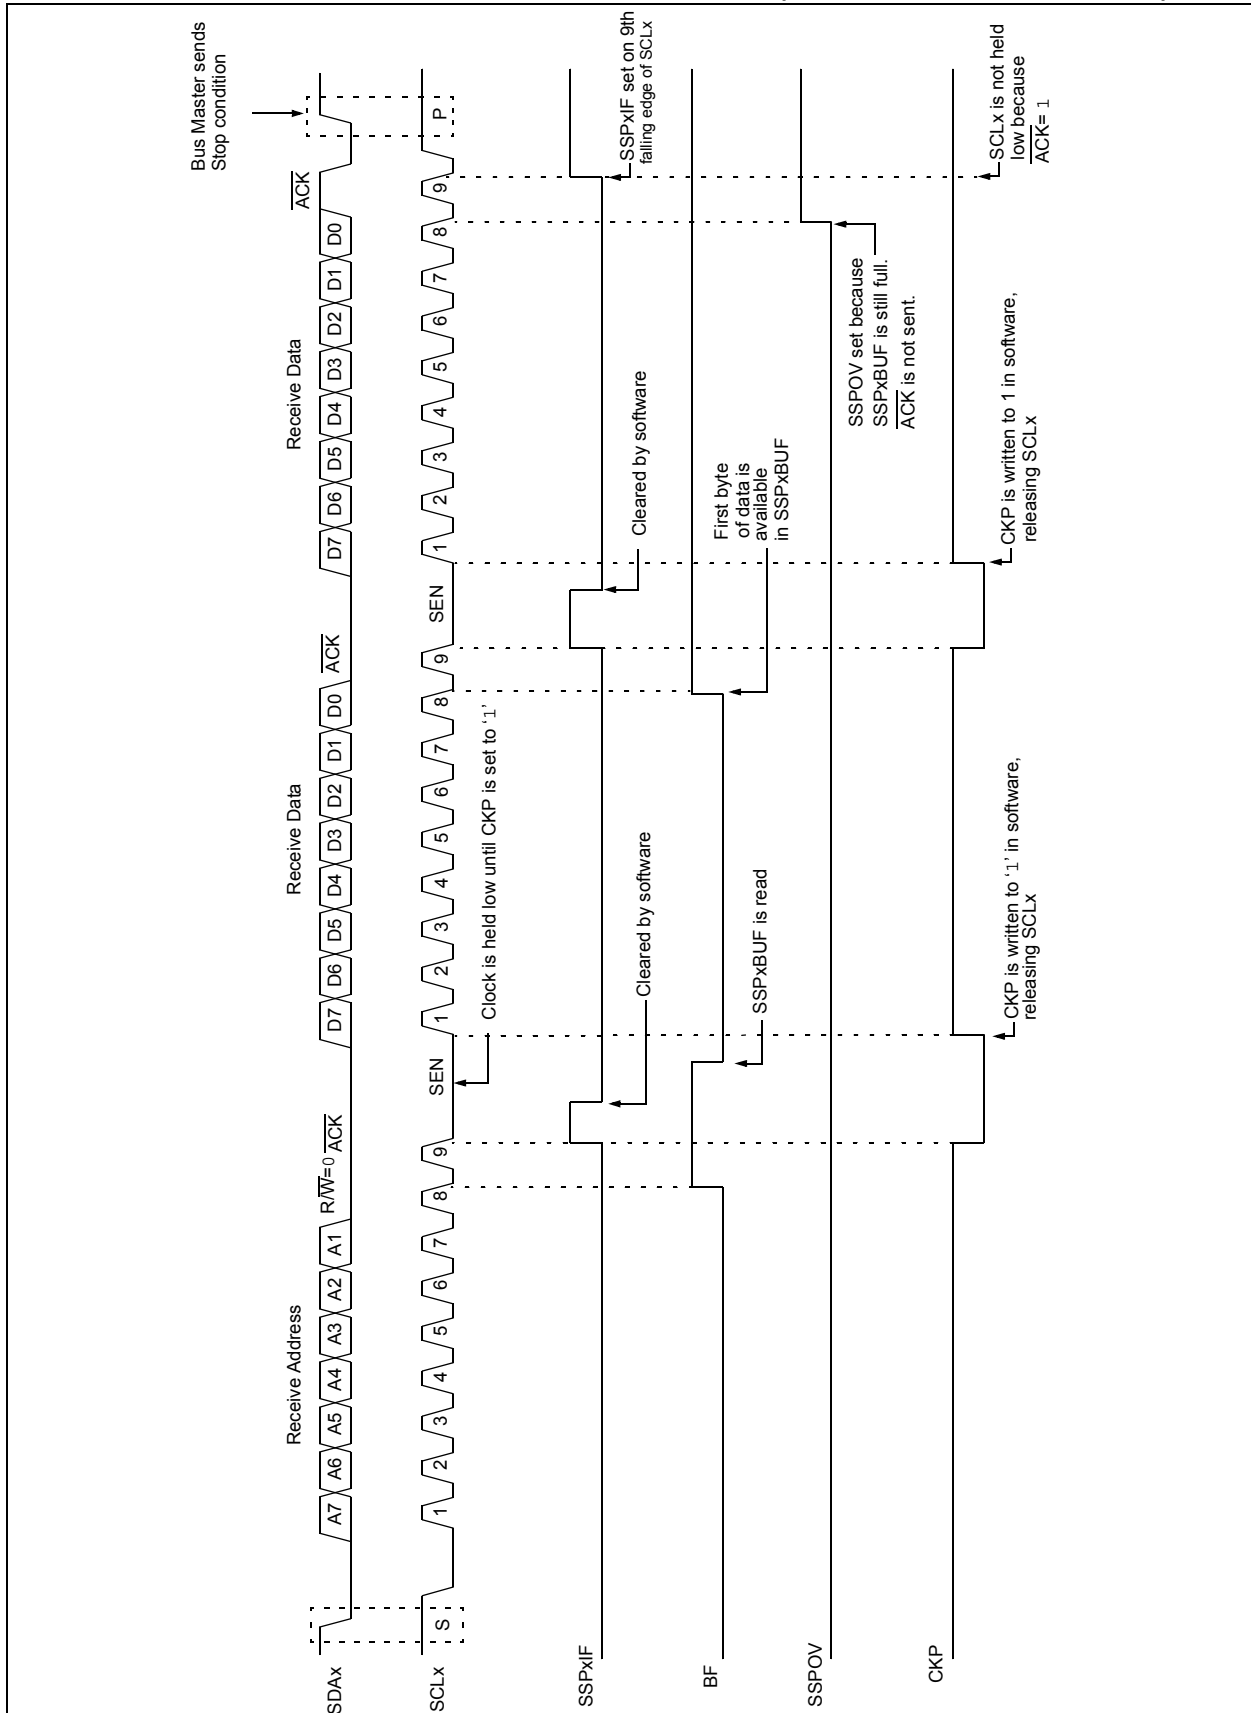 Bus Master sends
Stop condition
Receive Address
Receive Data
Receive Data
SDAx
A7 A6 A5 A4 A3 A2 A1
R/W=0 ACK
D7 D6 D5 D4 D3 D2 D1 D0
ACK
D7 D6 D5 D4 D3 D2 D1 D0
ACK
SCLx
S
1 2 3 4 5 6 7 8 9
SEN
1 2 3 4 5 6 7 8 9
SEN
1 2 3 4 5 6 7 8 9
P
Clock is held low until CKP is set to ‘1’
SSPxIF
Cleared by software
Cleared by software
SSPxIF set on 9th
falling edge of SCLx
BF
SSPxBUF is read
First byte
of data is
available
in SSPxBUF
SSPOV
SSPOV set because
SSPxBUF is still full.
ACK is not sent.
CKP
CKP is written to ‘1’ in software,
releasing SCLx
CKP is written to 1 in software,
releasing SCLx
SCLx is not held
low because
ACK= 1